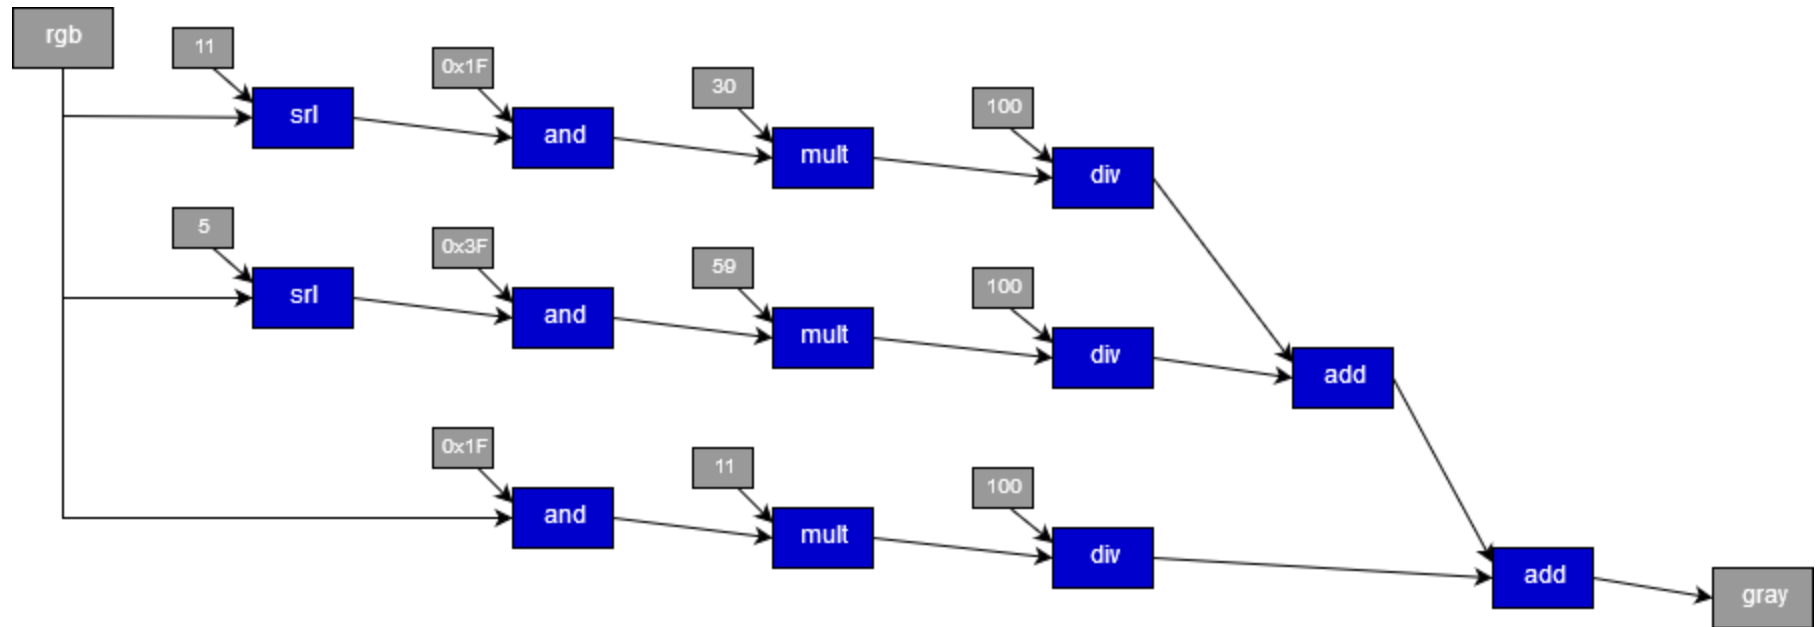 rgb
11
srl
0x1F
and
30
mult
100
div
5
srl
0x3F
and
59
mult
100
div
add
0x1F
and
11
mult
100
div
add
gray